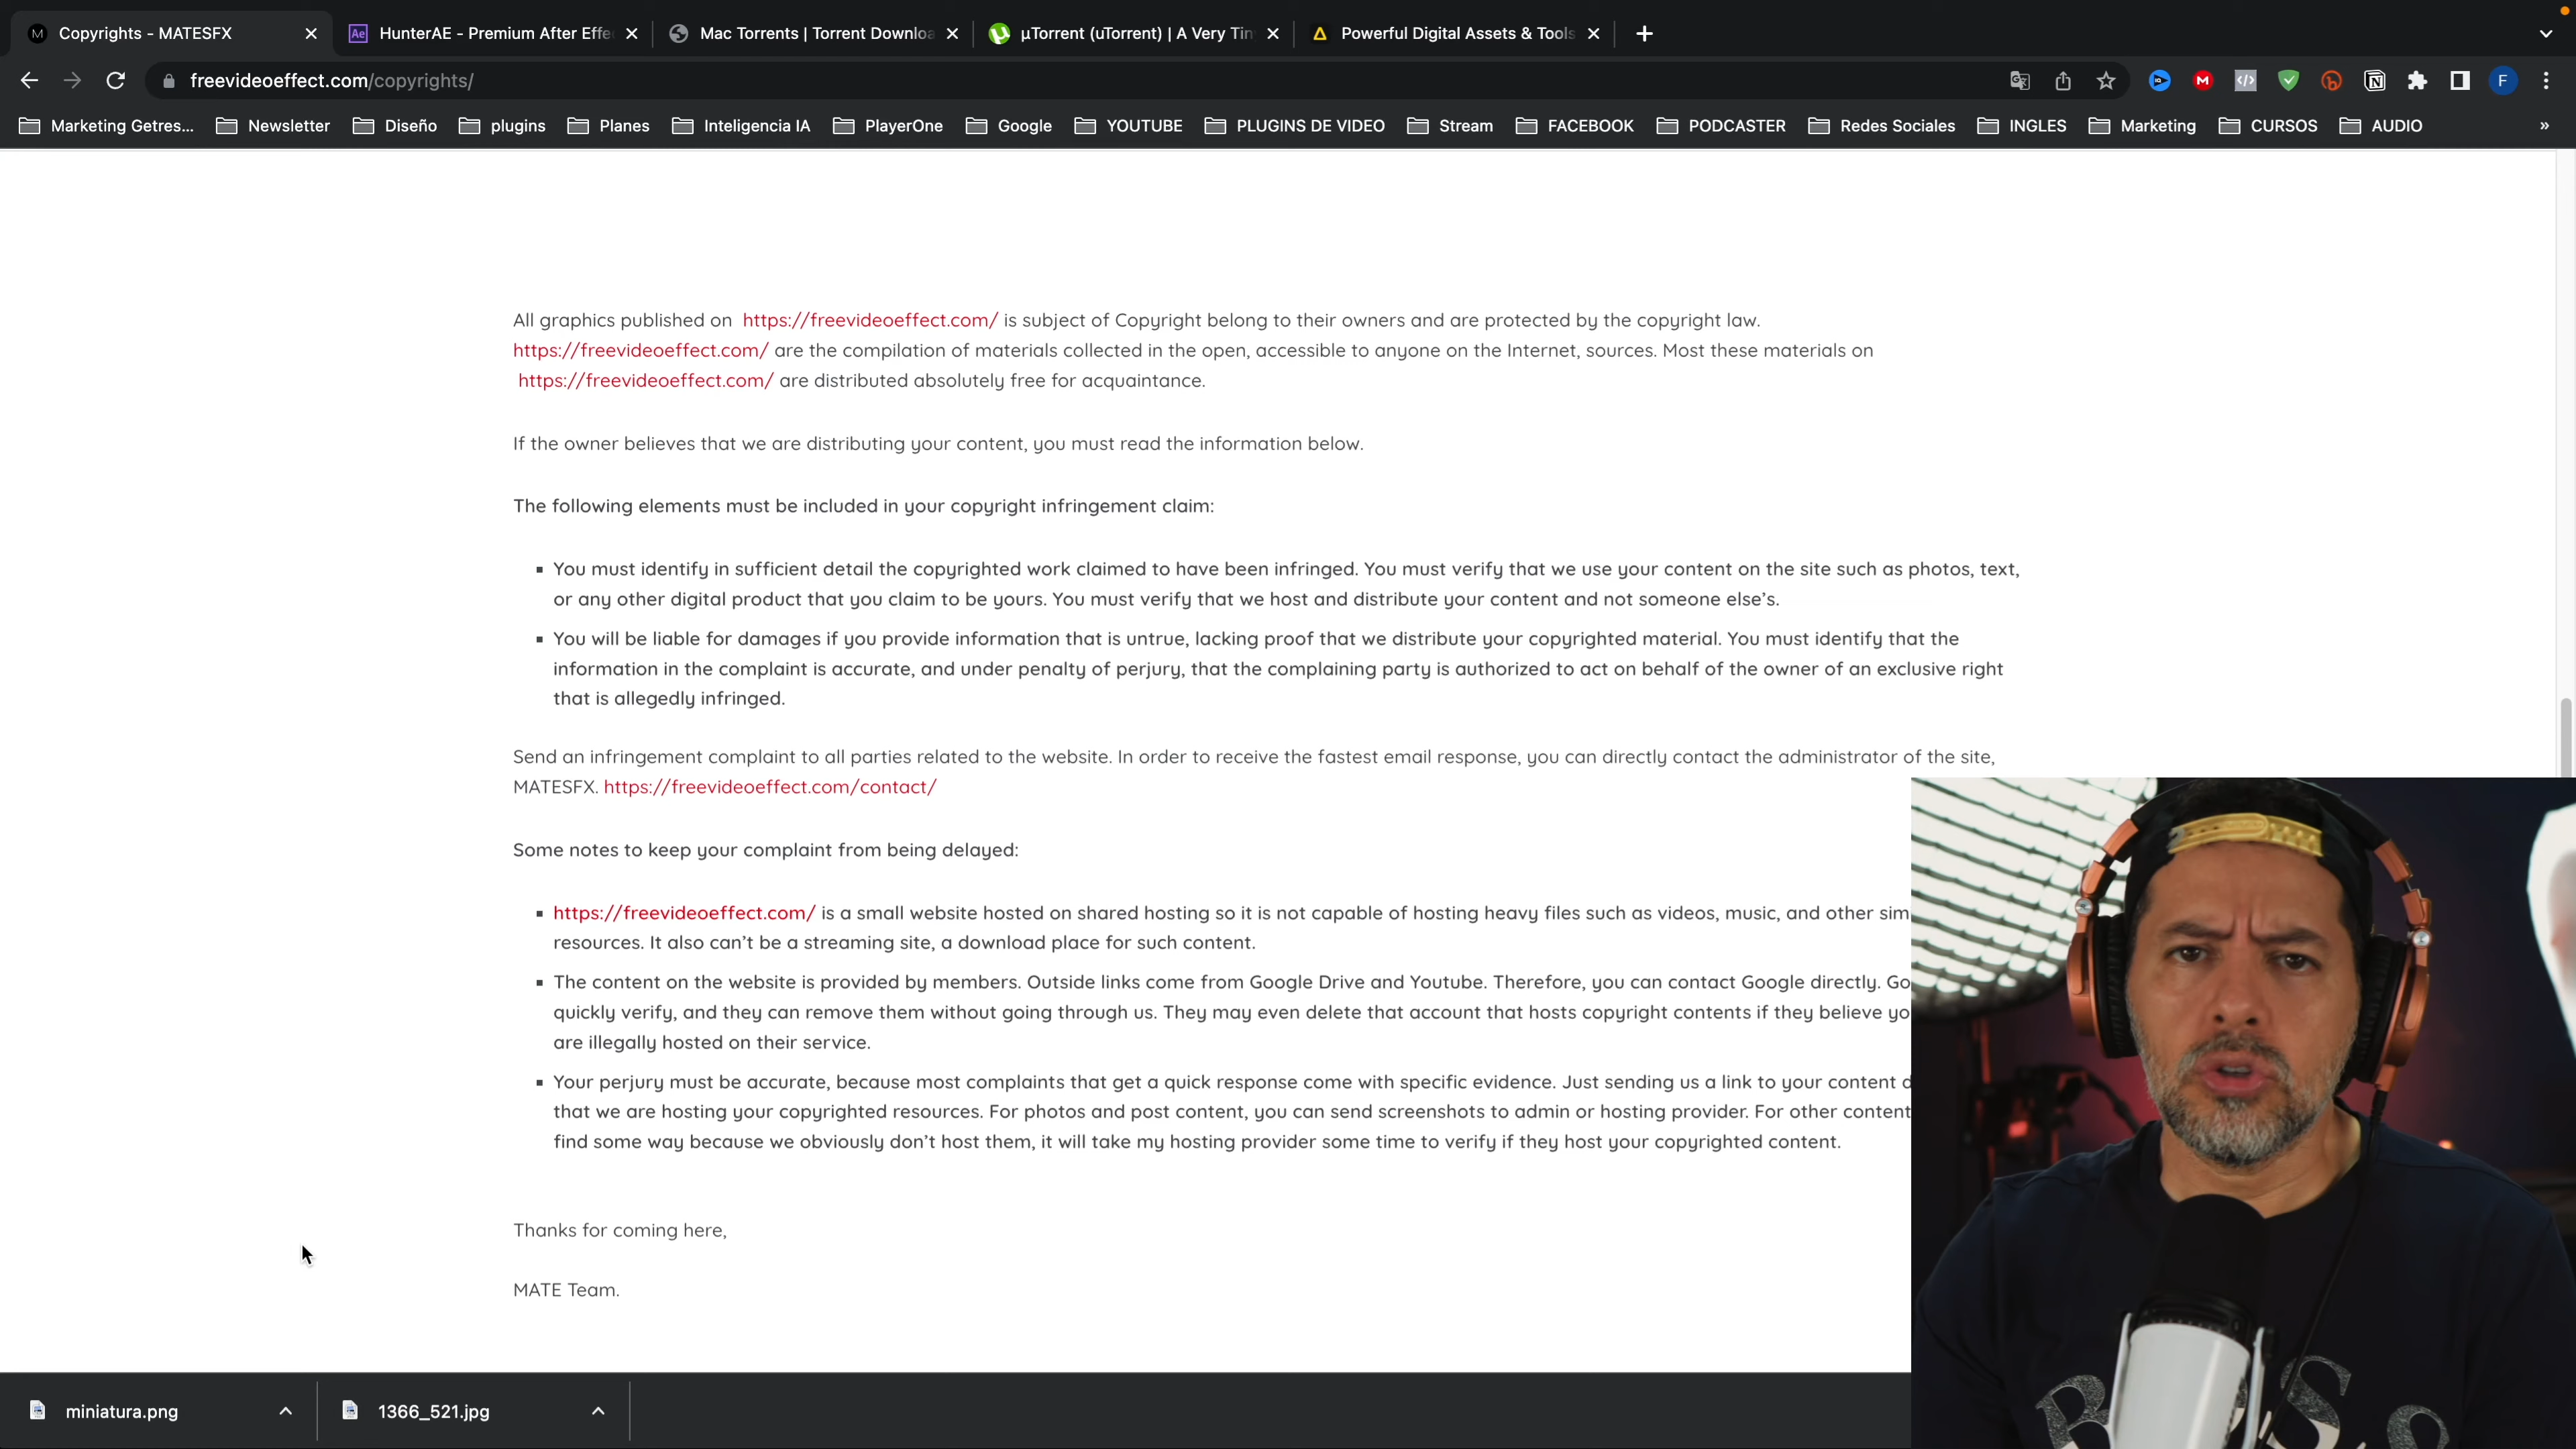 Copyrights - MATESFX
HunterAE - Premium After Effe
Mac Torrents | Torrent Downloa
µTorrent (uTorrent) | A Very Tin
Powerful Digital Assets & Tools
freevideoeffect.com/copyrights/
F
Marketing Getres...
Newsletter
Diseño
plugins
Planes
Inteligencia IA
PlayerOne
Google
YOUTUBE
PLUGINS DE VIDEO
Stream
FACEBOOK
PODCASTER
Redes Sociales
INGLES
Marketing
CURSOS
AUDIO
»
All graphics published on https://freevideoeffect.com/ is subject of Copyright belong to their owners and are protected by the copyright law.
https://freevideoeffect.com/ are the compilation of materials collected in the open, accessible to anyone on the Internet, sources. Most these materials on
https://freevideoeffect.com/ are distributed absolutely free for acquaintance.
If the owner believes that we are distributing your content, you must read the information below.
The following elements must be included in your copyright infringement claim:
▪ You must identify in sufficient detail the copyrighted work claimed to have been infringed. You must verify that we use your content on the site such as photos, text,
or any other digital product that you claim to be yours. You must verify that we host and distribute your content and not someone else's.
▪ You will be liable for damages if you provide information that is untrue, lacking proof that we distribute your copyrighted material. You must identify that the
information in the complaint is accurate, and under penalty of perjury, that the complaining party is authorized to act on behalf of the owner of an exclusive right
that is allegedly infringed.
Send an infringement complaint to all parties related to the website. In order to receive the fastest email response, you can directly contact the administrator of the site,
MATESFX. https://freevideoeffect.com/contact/
Some notes to keep your complaint from being delayed:
▪ https://freevideoeffect.com/ is a small website hosted on shared hosting so it is not capable of hosting heavy files such as videos, music, and other sim
resources. It also can't be a streaming site, a download place for such content.
▪ The content on the website is provided by members. Outside links come from Google Drive and Youtube. Therefore, you can contact Google directly. Go
quickly verify, and they can remove them without going through us. They may even delete that account that hosts copyright contents if they believe yo
are illegally hosted on their service.
▪ Your perjury must be accurate, because most complaints that get a quick response come with specific evidence. Just sending us a link to your content d
that we are hosting your copyrighted resources. For photos and post content, you can send screenshots to admin or hosting provider. For other content
find some way because we obviously don't host them, it will take my hosting provider some time to verify if they host your copyrighted content.
Thanks for coming here,
MATE Team.
miniatura.png
1366_521.jpg